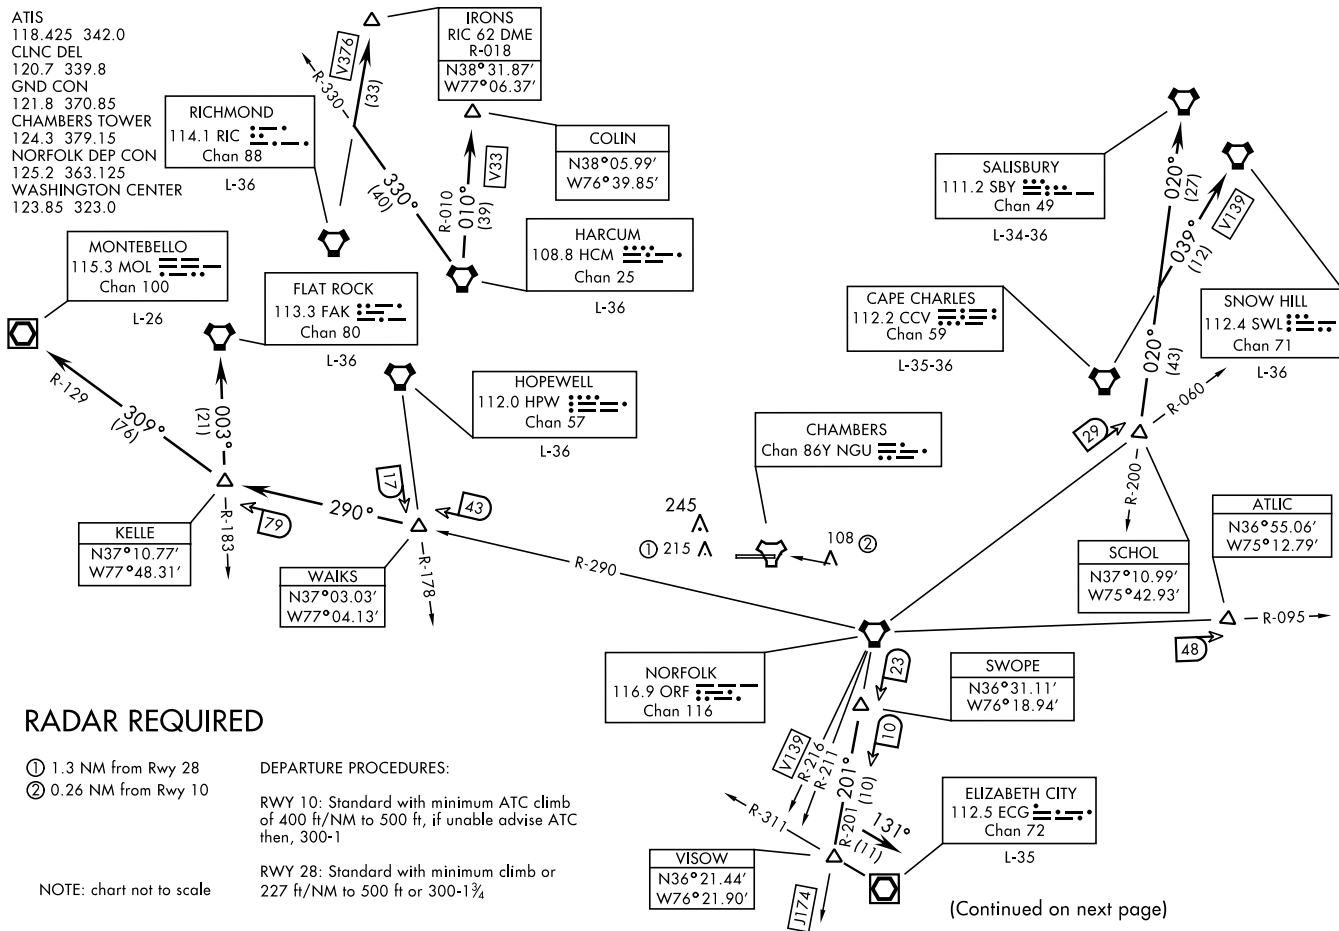 ATIS
118.425 342.0
CLNC DEL
120.7 339.8
GND CON
121.8 370.85
CHAMBERS TOWER
124.3 379.15
NORFOLK DEP CON
125.2 363.125
WASHINGTON CENTER
123.85 323.0
IRONS
RIC 62 DME
R-018
N38°31.87'
W77°06.37'
V376
(33)
R-330
RICHMOND
114.1 RIC
Chan 88
L-36
COLIN
N38°05.99'
W76°39.85'
V33
R-010
010°
(39)
330°
(40)
HARCUM
108.8 HCM
Chan 25
L-36
SALISBURY
111.2 SBY
Chan 49
L-34-36
020°
(27)
V139
039°
(12)
MONTEBELLO
115.3 MOL
Chan 100
L-26
FLAT ROCK
113.3 FAK
Chan 80
L-36
CAPE CHARLES
112.2 CCV
Chan 59
L-35-36
SNOW HILL
112.4 SWL
Chan 71
L-36
020°
(43)
R-060
R-129
309°
(76)
003°
(21)
HOPEWELL
112.0 HPW
Chan 57
L-36
CHAMBERS
Chan 86Y NGU
29
R-200
17
43
79
290°
R-183
KELLE
N37°10.77'
W77°48.31'
WAIKS
N37°03.03'
W77°04.13'
R-178
R-290
245
① 215
108 ②
ATLIC
N36°55.06'
W75°12.79'
SCHOL
N37°10.99'
W75°42.93'
48
R-095
NORFOLK
116.9 ORF
Chan 116
23
SWOPE
N36°31.11'
W76°18.94'
10
V139
R-216
R-211
201°
(10)
R-201
R-311
131°
(11)
ELIZABETH CITY
112.5 ECG
Chan 72
L-35
VISOW
N36°21.44'
W76°21.90'
J174
RADAR REQUIRED
① 1.3 NM from Rwy 28
② 0.26 NM from Rwy 10
DEPARTURE PROCEDURES:
RWY 10: Standard with minimum ATC climb
of 400 ft/NM to 500 ft, if unable advise ATC
then, 300-1
RWY 28: Standard with minimum climb or
227 ft/NM to 500 ft or 300-1¾
NOTE: chart not to scale
(Continued on next page)